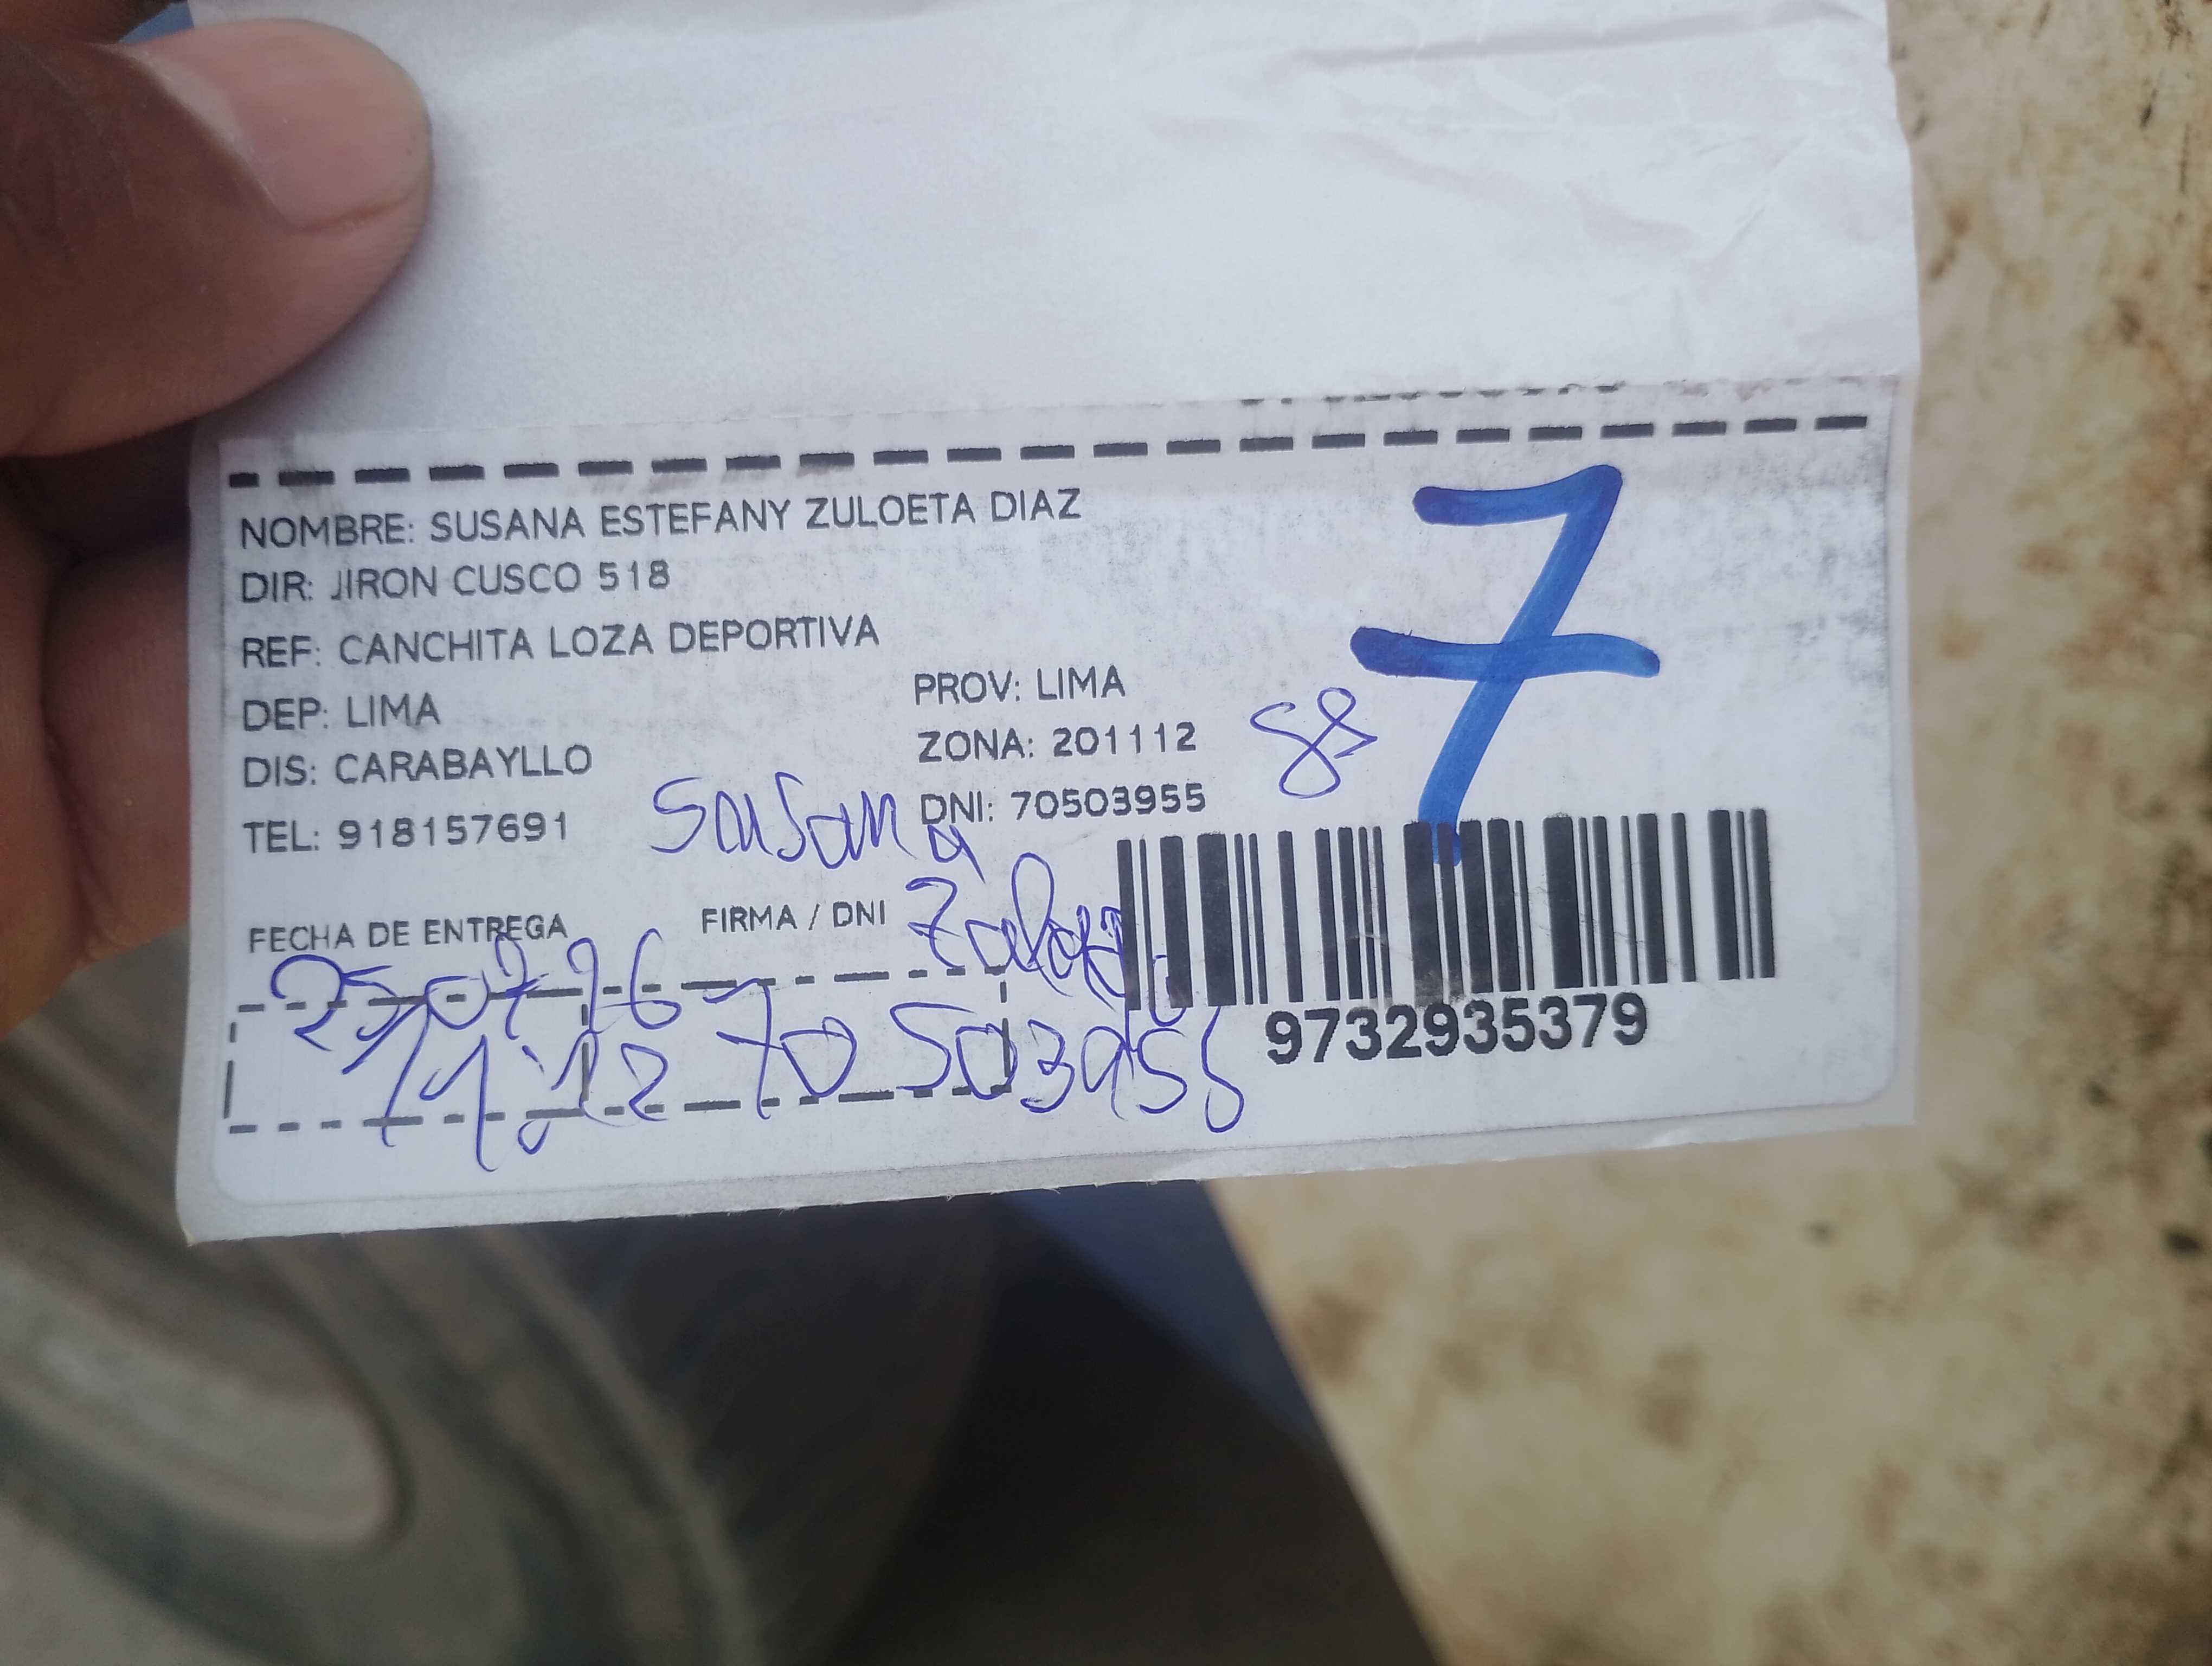 NOMBRE: SUSANA ESTEFANY ZULOETA DIAZ
DIR: JIRON CUSCO 518
REF: CANCHITA LOZA DEPORTIVA
DEP: LIMA
PROV: LIMA
DIS: CARABAYLLO
ZONA: 201112
TEL: 918157691
DNI: 70503955
7
Susana
FECHA DE ENTREGA
FIRMA / DNI
70503955
9732935379